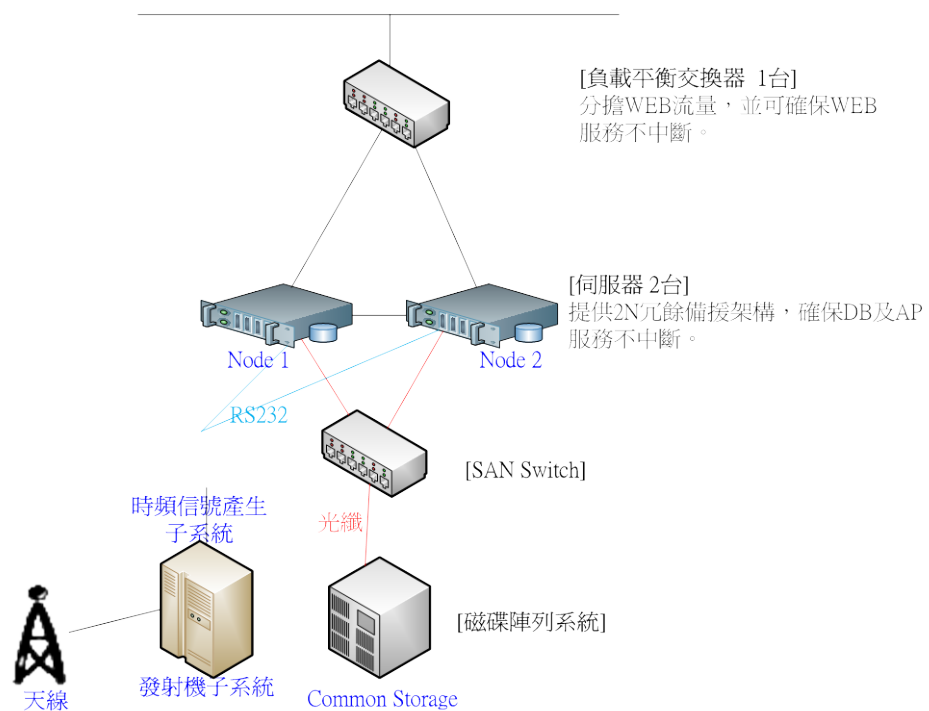 [負載平衡交換器 1台]
分擔WEB流量，並可確保WEB
服務不中斷。
[伺服器 2台]
提供2N冗餘備援架構，確保DB及AP
服務不中斷。
Node 1
Node 2
RS232
[SAN Switch]
時頻信號產生
子系統
光纖
[磁碟陣列系統]
發射機子系統
天線
Common Storage